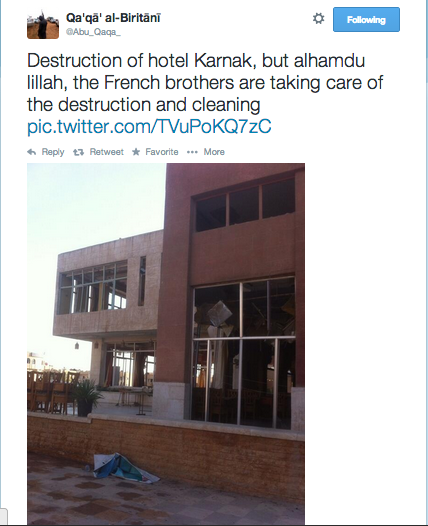 Qa'qā' al-Biritānī
@Abu_Qaqa_
Following
Destruction of hotel Karnak, but alhamdu
lillah, the French brothers are taking care of
the destruction and cleaning
pic.twitter.com/TVuPoKQ7zC
Reply Retweet Favorite ••• More